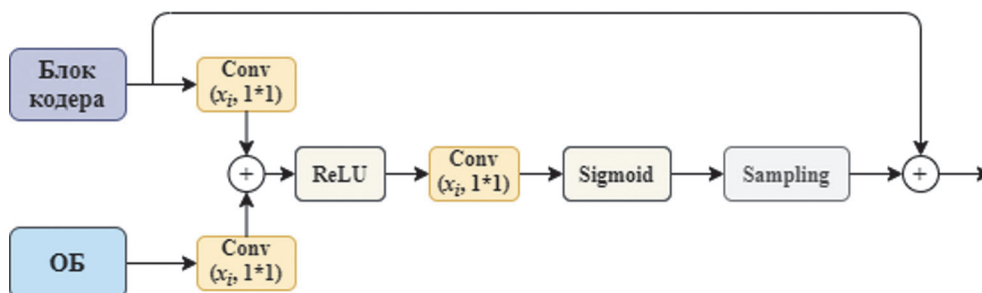 Блок
кодера
Conv
(xᵢ, 1*1)
+
ReLU
Conv
(xᵢ, 1*1)
Sigmoid
Sampling
+
ОБ
Conv
(xᵢ, 1*1)